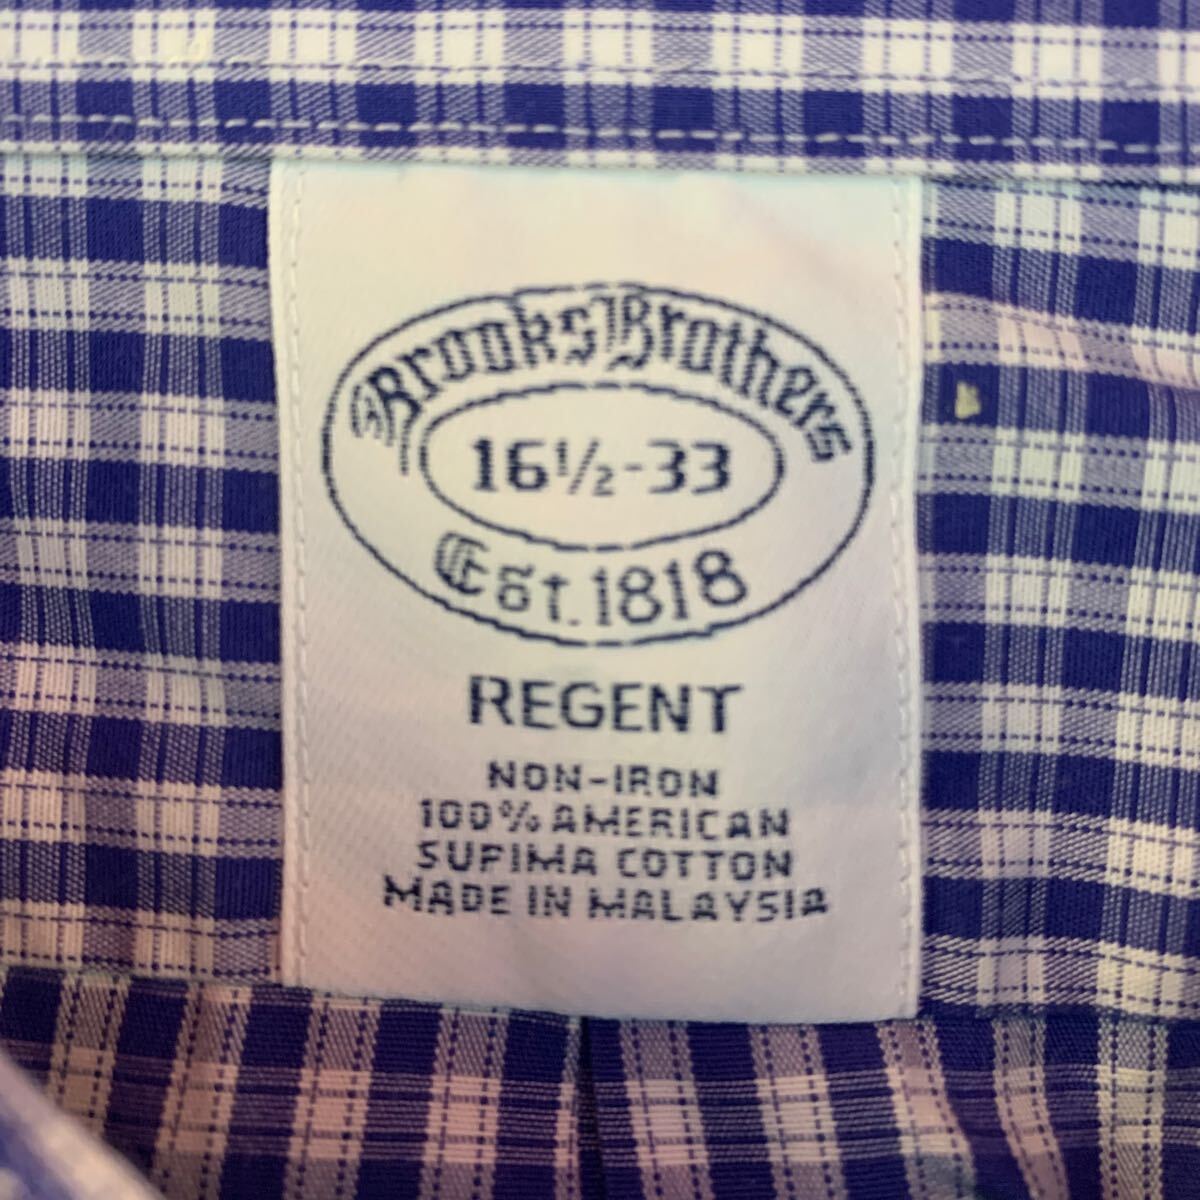 Brooks Brothers
16½-33
Est. 1818
REGENT
NON-IRON
100% AMERICAN
SUPIMA COTTON
MADE IN MALAYSIA